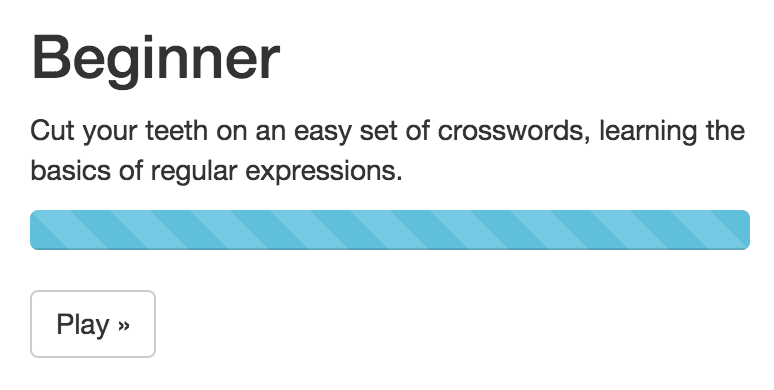 Beginner
Cut your teeth on an easy set of crosswords, learning the
basics of regular expressions.
Play »